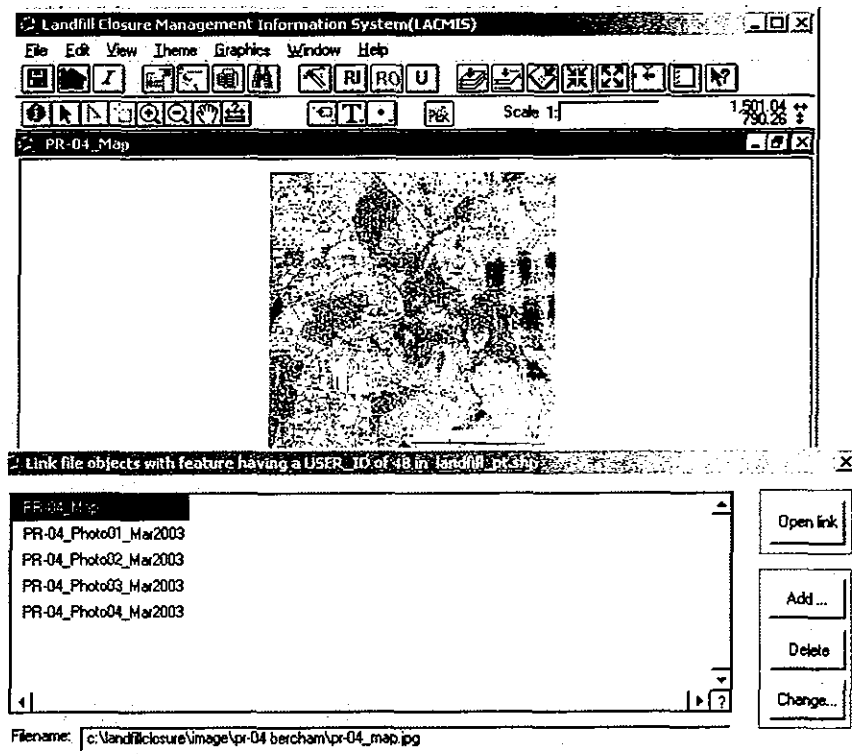 Landfill Closure Management Information System(LACMIS)
File Edit View Theme Graphics Window Help
I RJ RO U
T PER Scale 1: 1,501.04
790.26
PR-04_Map
Link file objects with feature having a USER_ID of 48 in landfill_pt.shp
PR-04_Map
PR-04_Photo01_Mar2003
PR-04_Photo02_Mar2003
PR-04_Photo03_Mar2003
PR-04_Photo04_Mar2003
Open link
Add ...
Delete
Change...
?
Filename: c:\landfillclosure\image\pr-04 bercham\pr-04_map.jpg